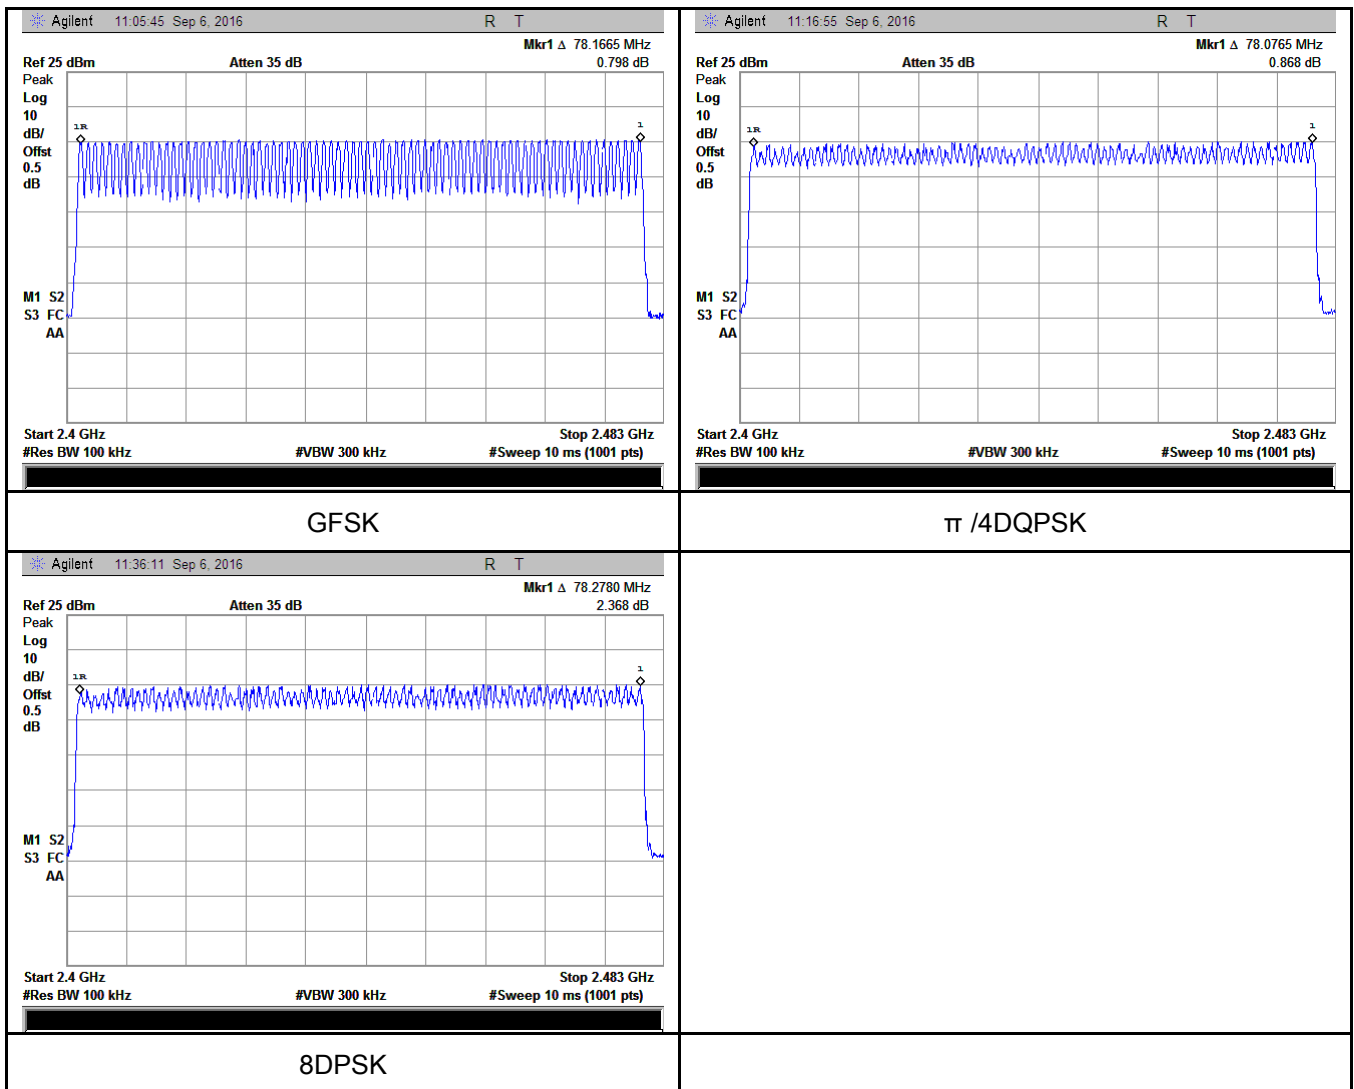 Agilent 11:05:45 Sep 6, 2016 R T
Mkr1 Δ 78.1665 MHz
Ref 25 dBm Atten 35 dB 0.798 dB
Peak
Log
10
dB/
Offst
0.5
dB
1R
1
M1 S2
S3 FC
AA
Start 2.4 GHz Stop 2.483 GHz
#Res BW 100 kHz #VBW 300 kHz #Sweep 10 ms (1001 pts)
GFSK
Agilent 11:16:55 Sep 6, 2016 R T
Mkr1 Δ 78.0765 MHz
Ref 25 dBm Atten 35 dB 0.868 dB
Peak
Log
10
dB/
Offst
0.5
dB
1R
1
M1 S2
S3 FC
AA
Start 2.4 GHz Stop 2.483 GHz
#Res BW 100 kHz #VBW 300 kHz #Sweep 10 ms (1001 pts)
π /4DQPSK
Agilent 11:36:11 Sep 6, 2016 R T
Mkr1 Δ 78.2780 MHz
Ref 25 dBm Atten 35 dB 2.368 dB
Peak
Log
10
dB/
Offst
0.5
dB
1R
1
M1 S2
S3 FC
AA
Start 2.4 GHz Stop 2.483 GHz
#Res BW 100 kHz #VBW 300 kHz #Sweep 10 ms (1001 pts)
8DPSK